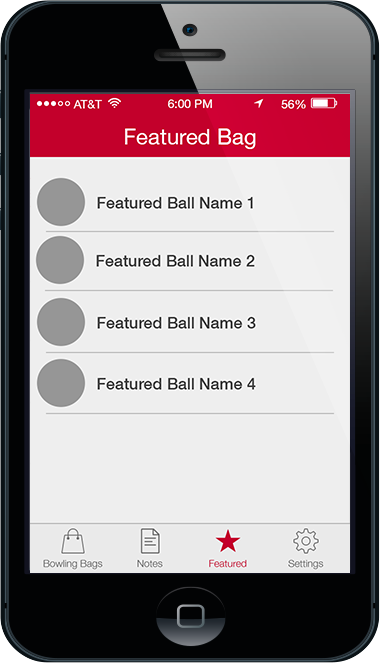 AT&T 6:00 PM 56%
Featured Bag
Featured Ball Name 1
Featured Ball Name 2
Featured Ball Name 3
Featured Ball Name 4
Bowling Bags Notes Featured Settings